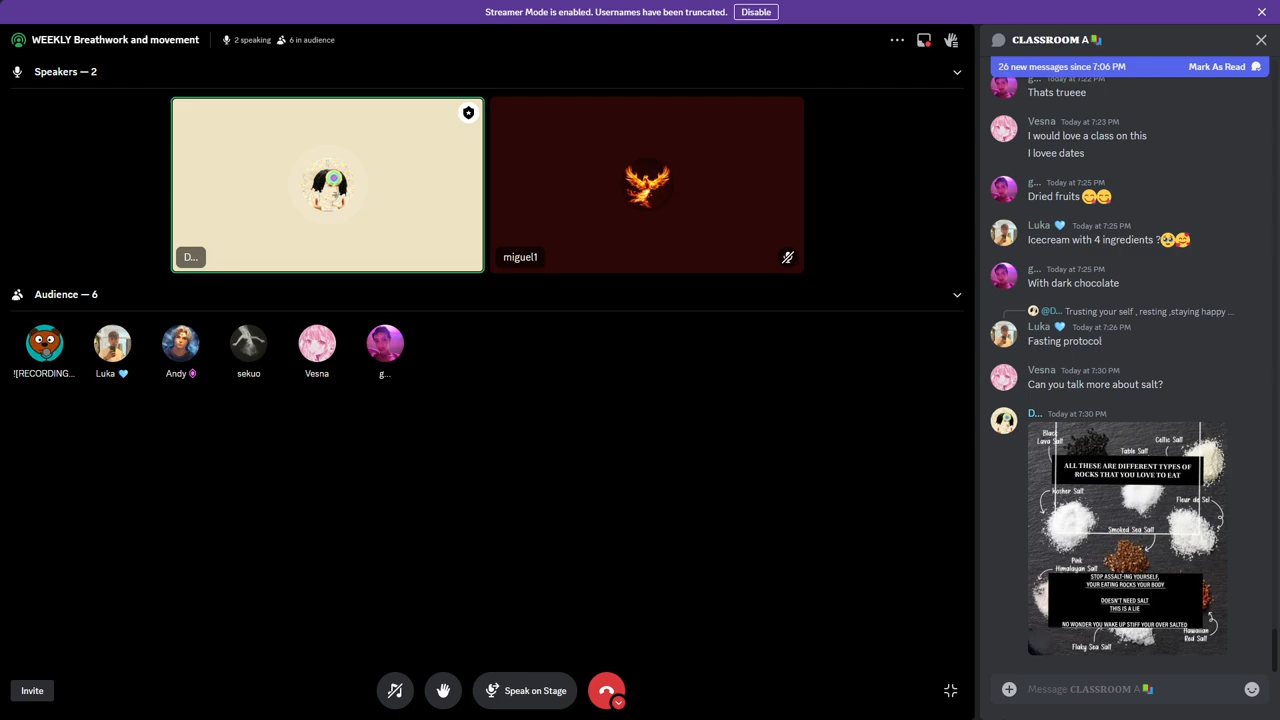 Streamer Mode is enabled. Usernames have been truncated. Disable
WEEKLY Breathwork and movement
2 speaking
6 in audience
Speakers — 2
D...
miguel1
Audience — 6
![RECORDING...
Luka 🩵
Andy
sekuo
Vesna
g...
Invite
Speak on Stage
CLASSROOM A
26 new messages since 7:06 PM
Mark As Read
g... Today at 7:22 PM
Thats trueee
Vesna Today at 7:23 PM
I would love a class on this
I lovee dates
g... Today at 7:25 PM
Dried fruits 😋😋
Luka 🩵 Today at 7:25 PM
Icecream with 4 ingredients ?🥹🥰
g... Today at 7:25 PM
With dark chocolate
@D... Trusting your self , resting ,staying happy ...
Luka 🩵 Today at 7:26 PM
Fasting protocol
Vesna Today at 7:30 PM
Can you talk more about salt?
D... Today at 7:30 PM
Black
Lava Salt
Table Salt
Celtic Salt
ALL THESE ARE DIFFERENT TYPES OF
ROCKS THAT YOU LOVE TO EAT
Kosher Salt
Fleur de Sel
Smoked Sea Salt
Pink
Himalayan Salt
STOP ASSALT-ING YOURSELF,
YOUR EATING ROCKS YOUR BODY
DOESN'T NEED SALT
THIS IS A LIE
NO WONDER YOU WAKE UP STIFF YOUR OVER SALTED
Hawaiian
Red Salt
Flaky Sea Salt
Message CLASSROOM A